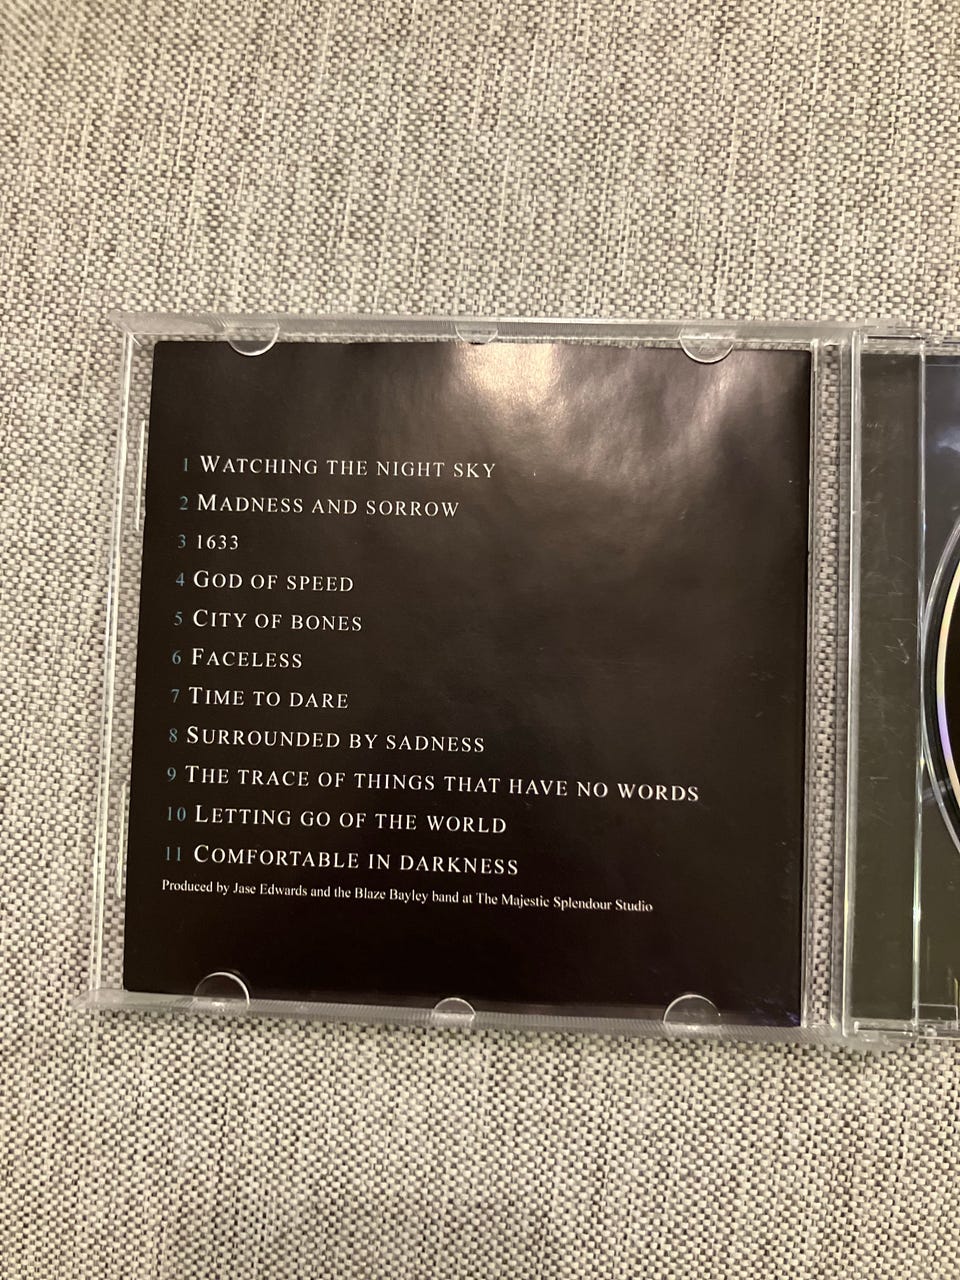 1 WATCHING THE NIGHT SKY
2 MADNESS AND SORROW
3 1633
4 GOD OF SPEED
5 CITY OF BONES
6 FACELESS
7 TIME TO DARE
8 SURROUNDED BY SADNESS
9 THE TRACE OF THINGS THAT HAVE NO WORDS
10 LETTING GO OF THE WORLD
11 COMFORTABLE IN DARKNESS
Produced by Jase Edwards and the Blaze Bayley band at The Majestic Splendour Studio